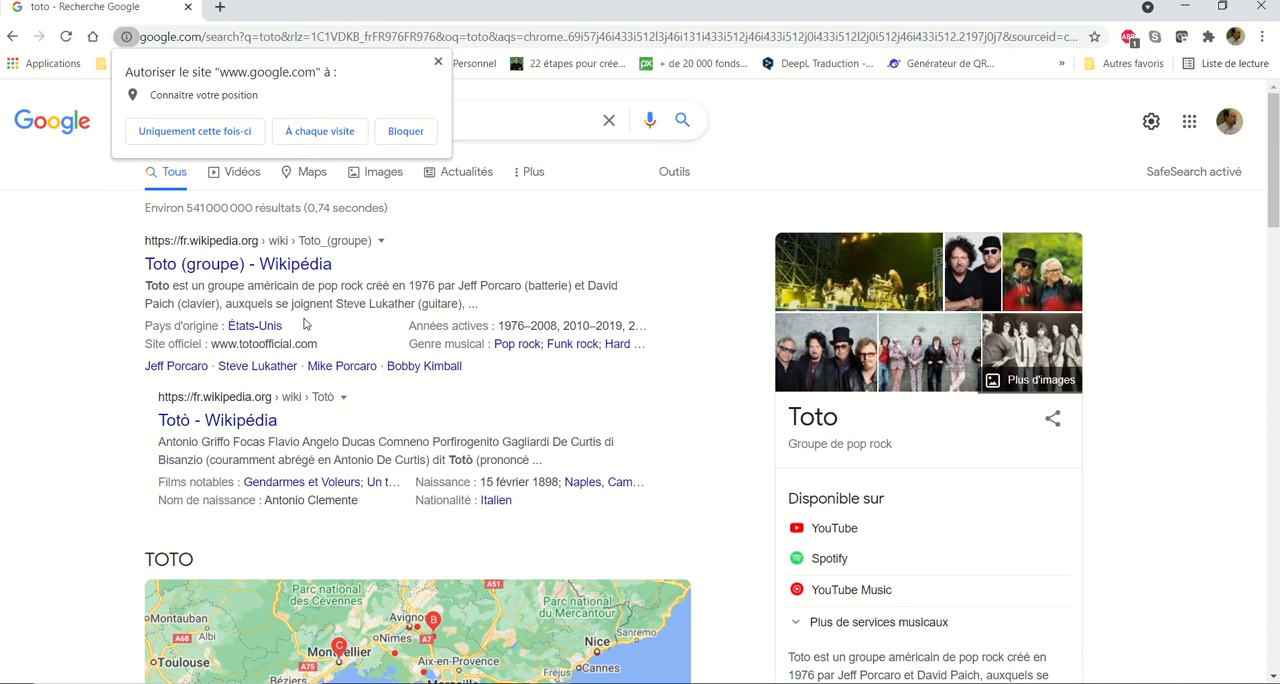 toto - Recherche Google
google.com/search?q=toto&rlz=1C1VDKB_frFR976FR976&oq=toto&aqs=chrome..69i57j46i433i512l3j46i131i433i512j46i433i512j0i433i512l2j0i512j46i433i512.2197j0j7&sourceid=c...
Applications
Personnel
22 étapes pour crée...
+ de 20 000 fonds...
DeepL Traduction -...
Générateur de QR...
»
Autres favoris
Liste de lecture
Autoriser le site "www.google.com" à :
Connaître votre position
Uniquement cette fois-ci
À chaque visite
Bloquer
Google
Tous
Vidéos
Maps
Images
Actualités
Plus
Outils
SafeSearch activé
Environ 541 000 000 résultats (0,74 secondes)
https://fr.wikipedia.org › wiki › Toto_(groupe)
Toto (groupe) - Wikipédia
Toto est un groupe américain de pop rock créé en 1976 par Jeff Porcaro (batterie) et David
Paich (clavier), auxquels se joignent Steve Lukather (guitare), ...
Pays d'origine : États-Unis
Années actives : 1976–2008, 2010–2019, 2...
Site officiel : www.totoofficial.com
Genre musical : Pop rock; Funk rock; Hard ...
Jeff Porcaro · Steve Lukather · Mike Porcaro · Bobby Kimball
https://fr.wikipedia.org › wiki › Totò
Totò - Wikipédia
Antonio Griffo Focas Flavio Angelo Ducas Comneno Porfirogenito Gagliardi De Curtis di
Bisanzio (couramment abrégé en Antonio De Curtis) dit Totò (prononcé ...
Films notables : Gendarmes et Voleurs; Un t...
Naissance : 15 février 1898; Naples, Cam...
Nom de naissance : Antonio Clemente
Nationalité : Italien
TOTO
Parc national
des Cévennes
A51
Parc national
du Mercantour
Montauban
Albi
A68
Avigno
B
Nîmes
A7
C
Montpellier
Nice
Sanremo
Toulouse
A75
Aix-en-Provence
Fréjus
Cannes
Béziers
Marseille
Plus d'images
Toto
Groupe de pop rock
Disponible sur
YouTube
Spotify
YouTube Music
Plus de services musicaux
Toto est un groupe américain de pop rock créé en
1976 par Jeff Porcaro et David Paich, auxquels se